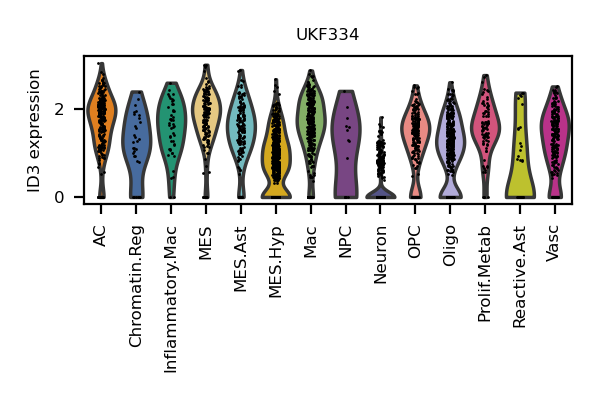 UKF334
ID3 expression
2
0
AC
Chromatin.Reg
Inflammatory.Mac
MES
MES.Ast
MES.Hyp
Mac
NPC
Neuron
OPC
Oligo
Prolif.Metab
Reactive.Ast
Vasc